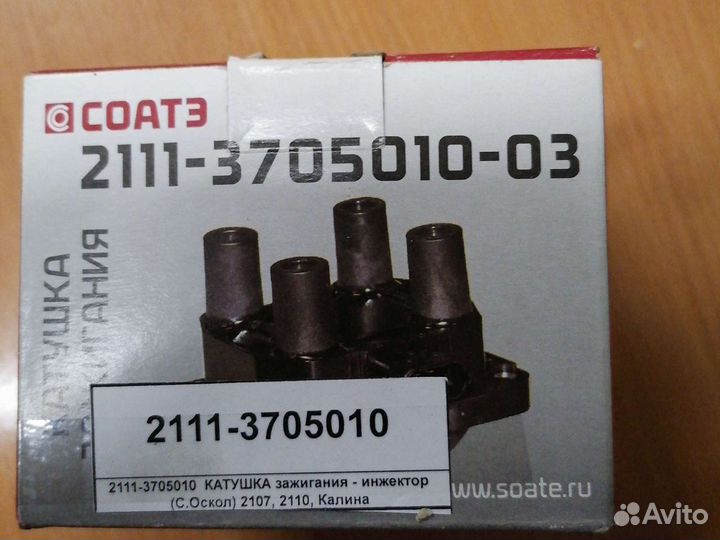 СОАТЭ
2111-3705010-03
КАТУШКА
ЗАЖИГАНИЯ
2111-3705010
2111-3705010 КАТУШКА зажигания - инжектор
(С.Оскол) 2107, 2110, Калина
www.soate.ru
Avito